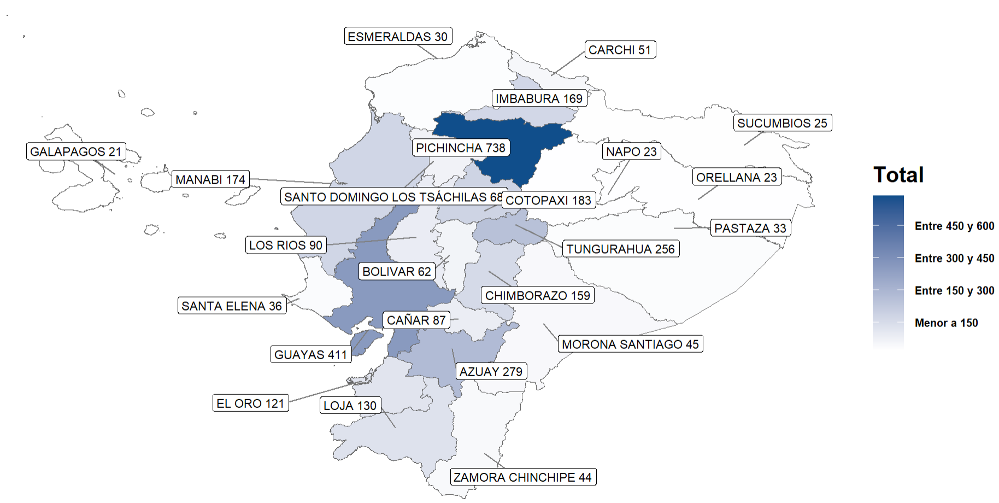 ESMERALDAS 30
CARCHI 51
IMBABURA 169
SUCUMBIOS 25
PICHINCHA 738
GALAPAGOS 21
NAPO 23
MANABI 174
ORELLANA 23
Total
SANTO DOMINGO LOS TSÁCHILAS 68
COTOPAXI 183
PASTAZA 33
Entre 450 y 600
LOS RIOS 90
TUNGURAHUA 256
Entre 300 y 450
BOLIVAR 62
CHIMBORAZO 159
Entre 150 y 300
SANTA ELENA 36
CAÑAR 87
Menor a 150
MORONA SANTIAGO 45
GUAYAS 411
AZUAY 279
EL ORO 121
LOJA 130
ZAMORA CHINCHIPE 44